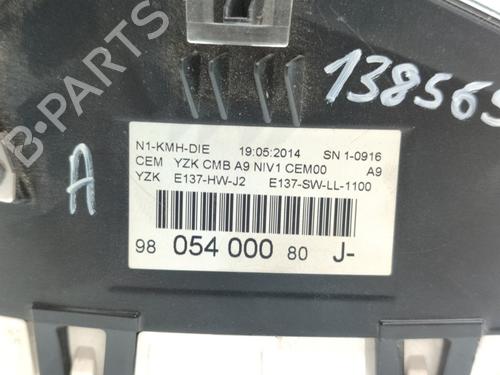 138565
N1-KMH-DIE 19:05:2014 SN 1-0916
CEM YZK CMB A9 NIV1 CEM00 A9
YZK E137-HW-J2 E137-SW-LL-1100
A
98 054 000 80 J-
B-Parts